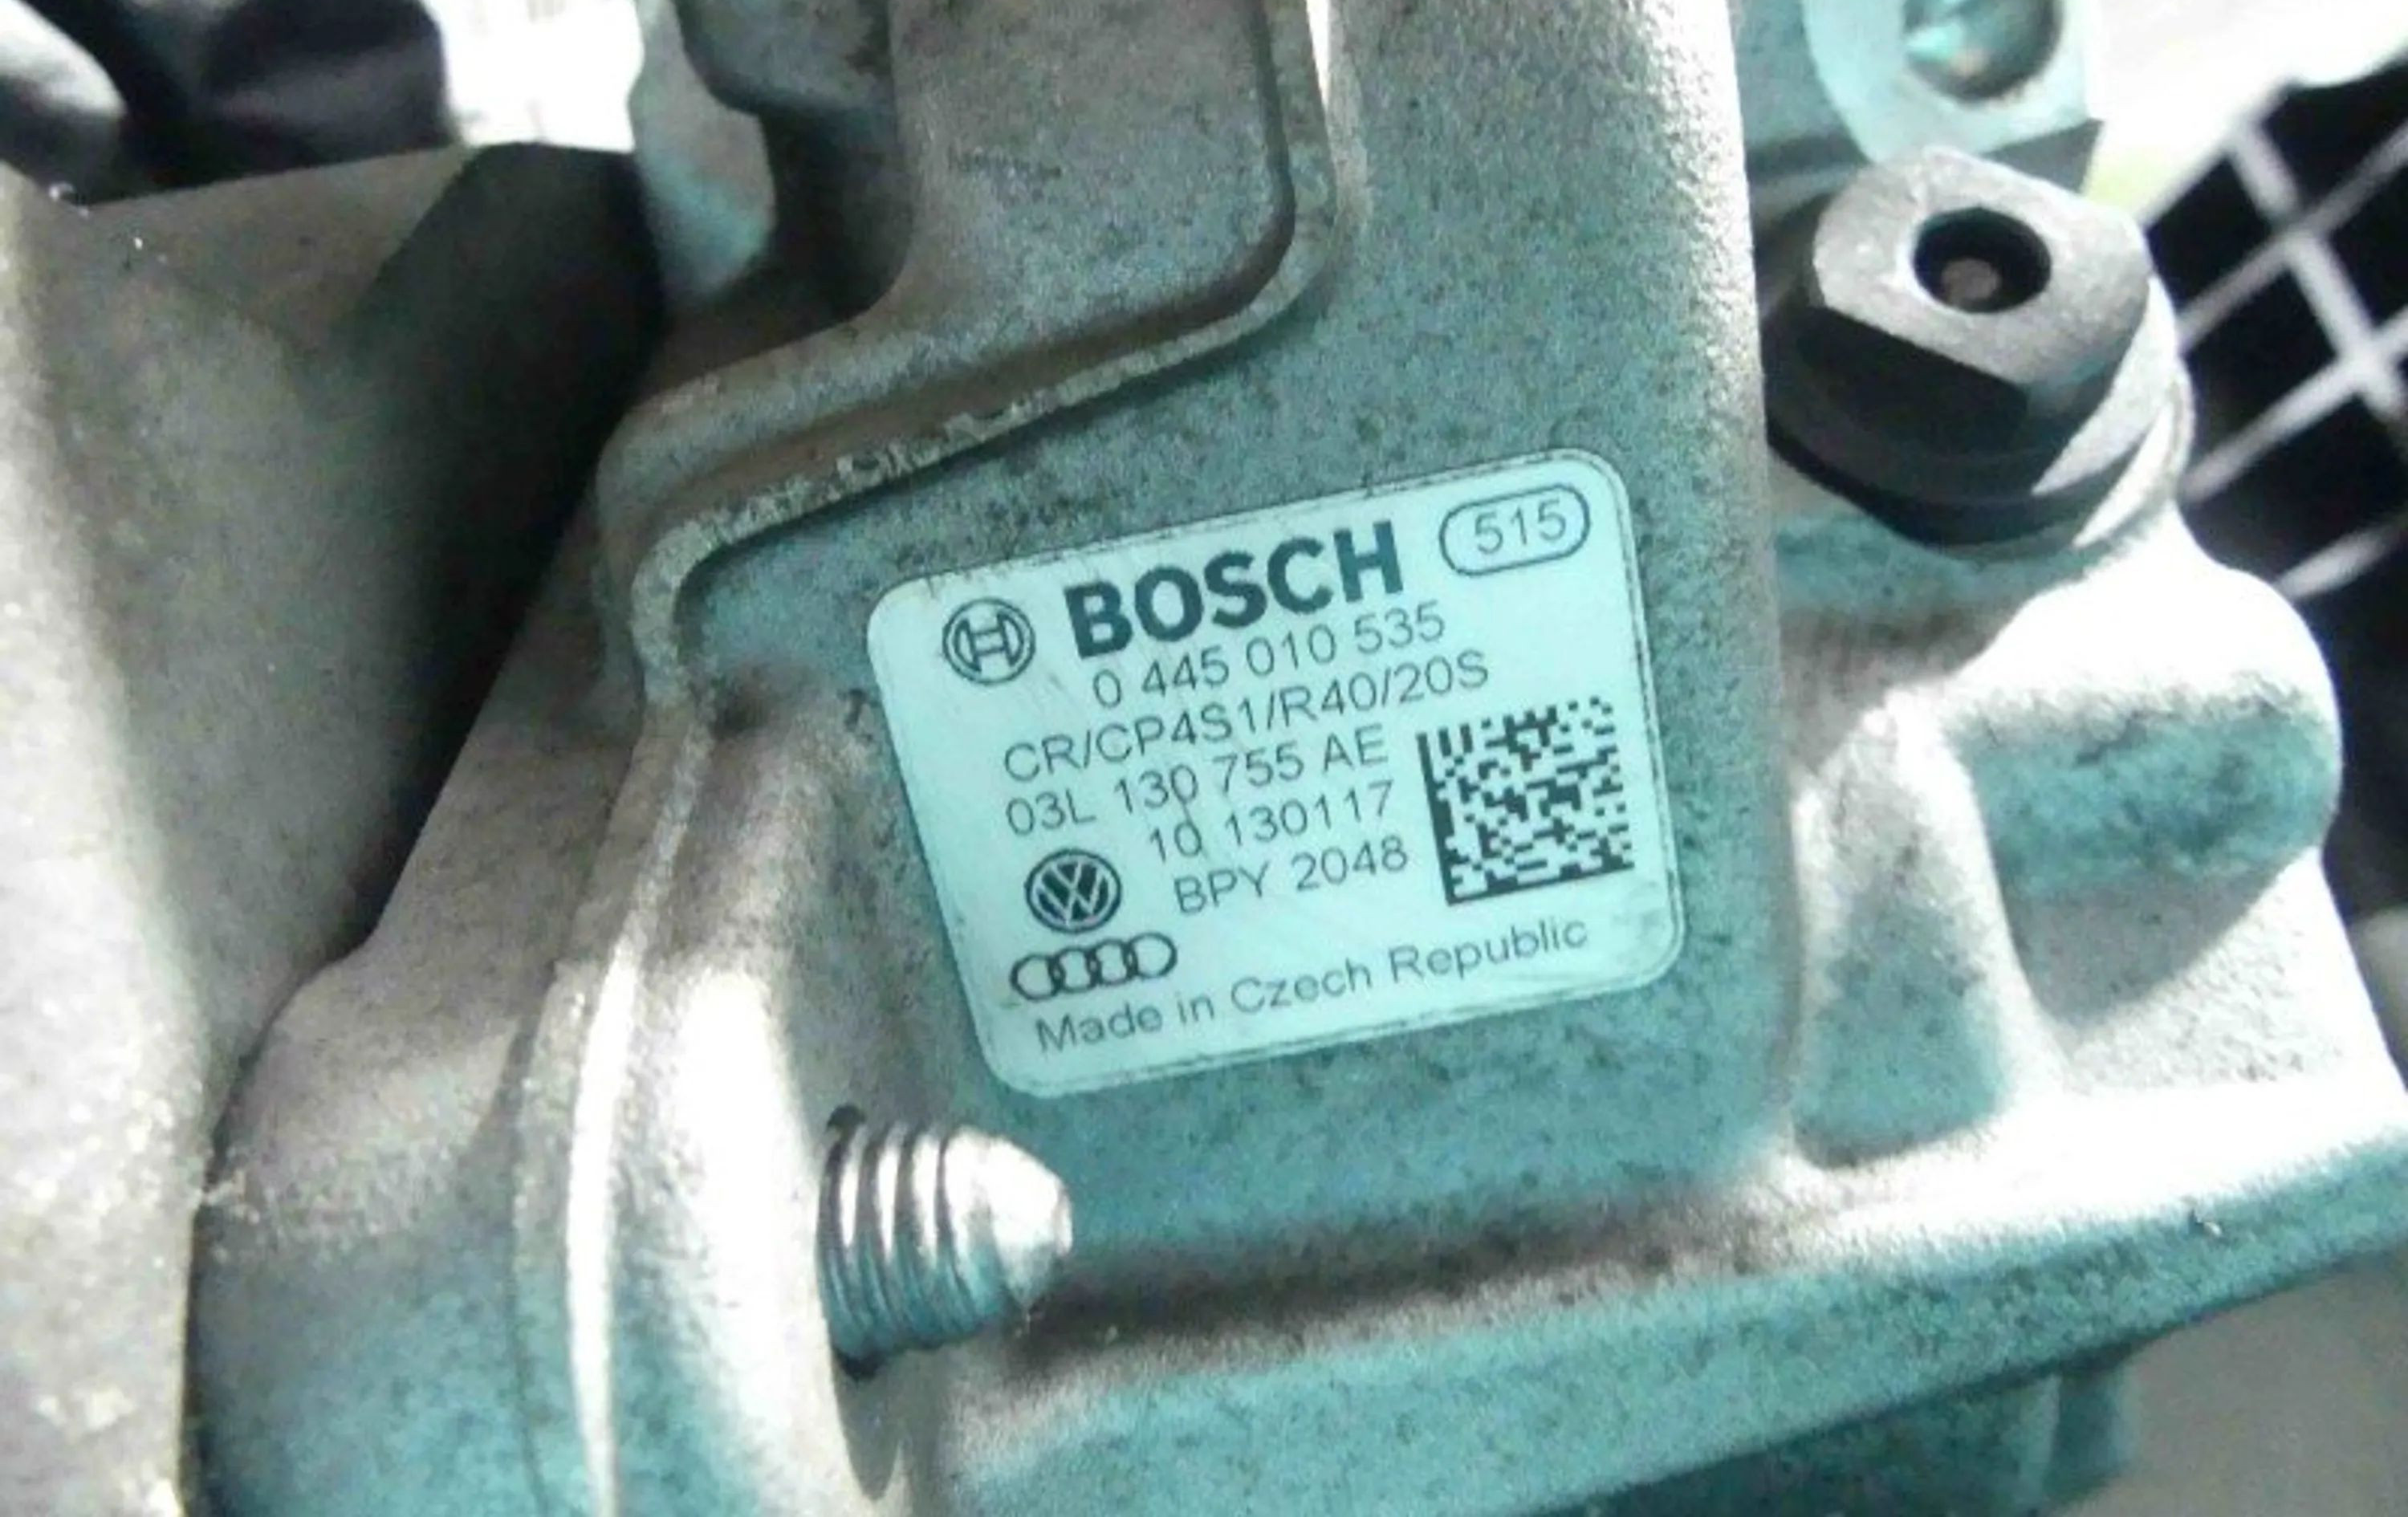 BOSCH 515
0 445 010 535
CR/CP4S1/R40/20S
03L 130 755 AE
10 130117
BPY 2048
Made in Czech Republic